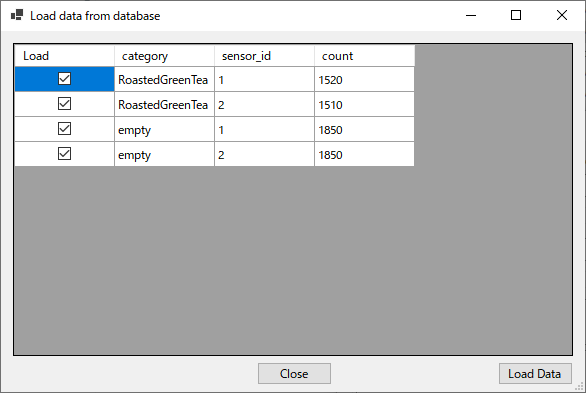 Load data from database
Load category sensor_id count
RoastedGreenTea 1 1520
RoastedGreenTea 2 1510
empty 1 1850
empty 2 1850
Close Load Data